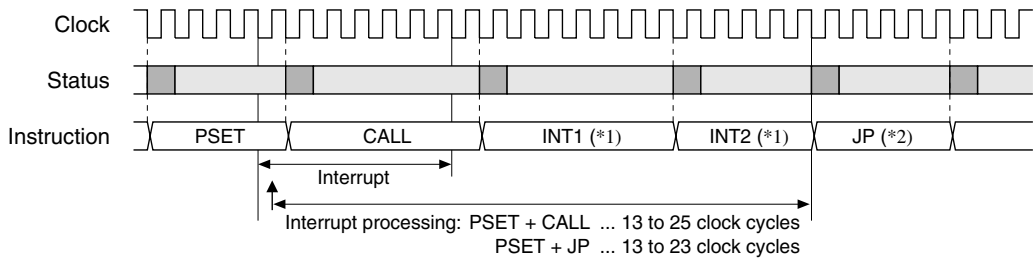 Clock
Status
Instruction PSET CALL INT1 (*1) INT2 (*1) JP (*2)
Interrupt
Interrupt processing: PSET + CALL ... 13 to 25 clock cycles
PSET + JP ... 13 to 23 clock cycles